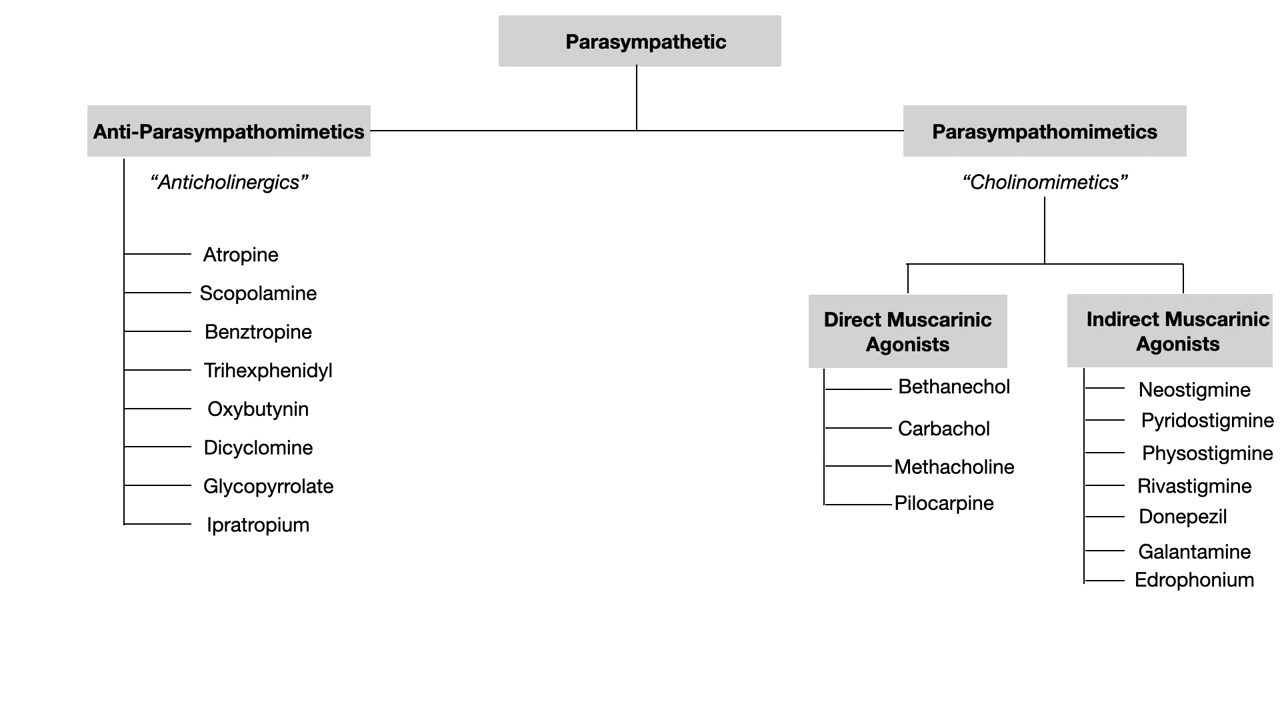 Parasympathetic
Anti-Parasympathomimetics
Parasympathomimetics
“Anticholinergics”
“Cholinomimetics”
Atropine
Scopolamine
Benztropine
Trihexphenidyl
Oxybutynin
Dicyclomine
Glycopyrrolate
Ipratropium
Direct Muscarinic
Agonists
Bethanechol
Carbachol
Methacholine
Pilocarpine
Indirect Muscarinic
Agonists
Neostigmine
Pyridostigmine
Physostigmine
Rivastigmine
Donepezil
Galantamine
Edrophonium